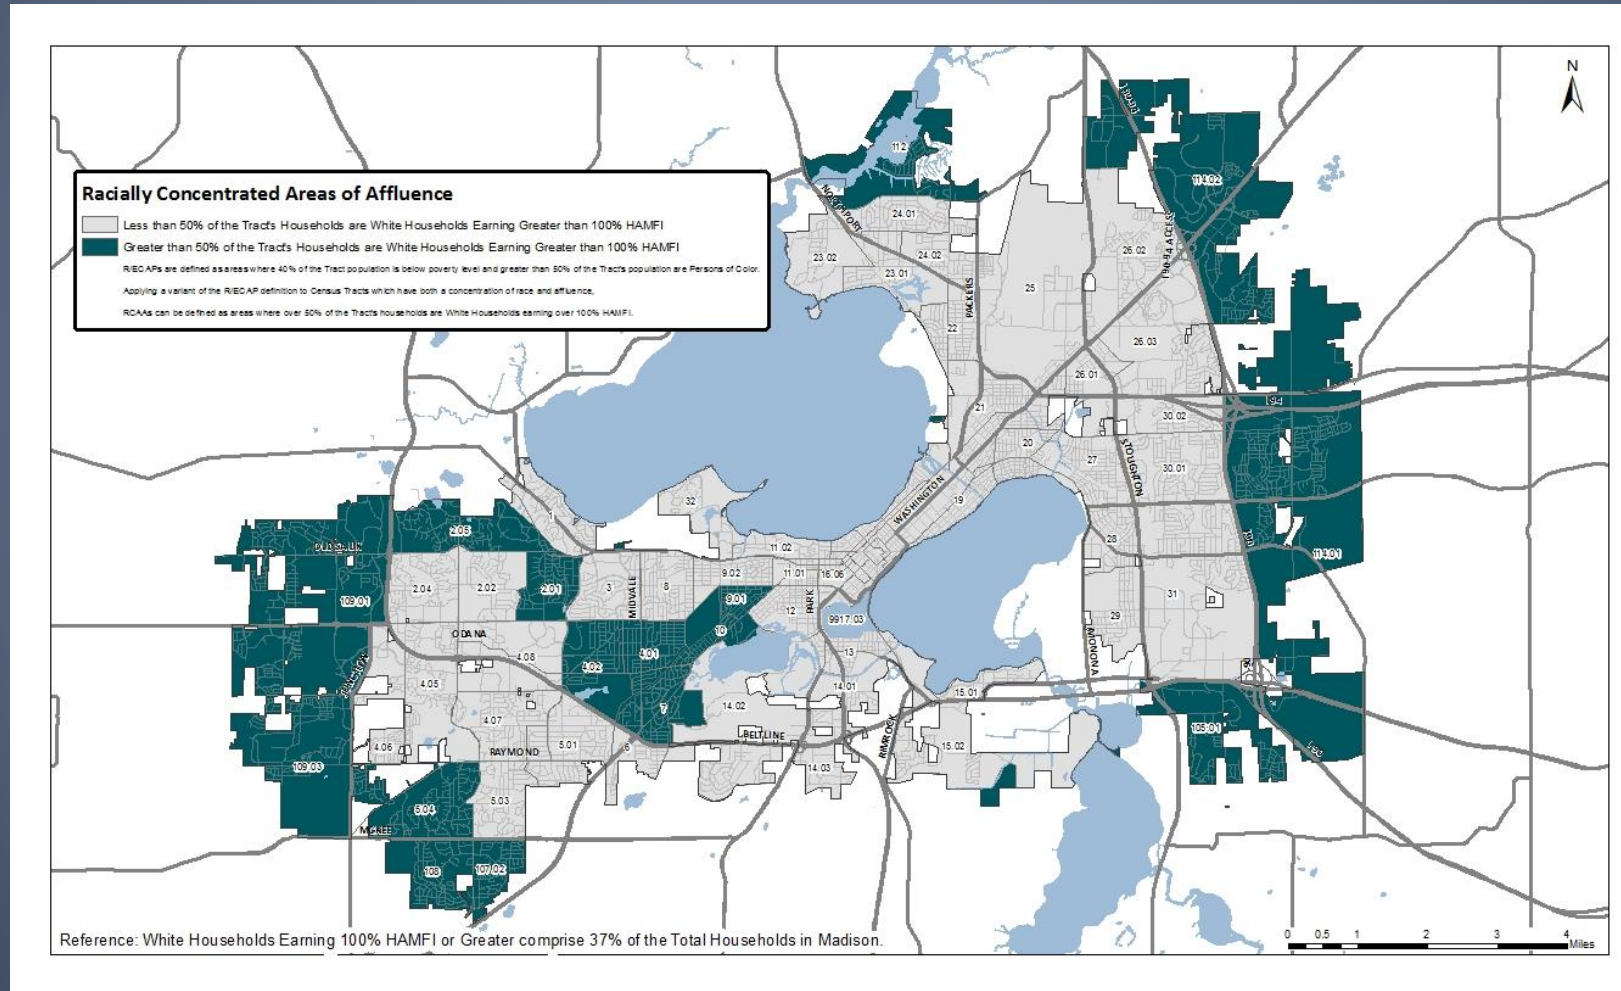 N
Racially Concentrated Areas of Affluence
Less than 50% of the Tract's Households are White Households Earning Greater than 100% HAMFI
Greater than 50% of the Tract's Households are White Households Earning Greater than 100% HAMFI
R/ECAPs are defined as areas where 40% of the Tract population is below poverty level and greater than 50% of the Tract's population are Persons of Color.
Applying a variant of the R/ECAP definition to Census Tracts which have both a concentration of race and affluence,
RCAAs can be defined as areas where over 50% of the Tract's households are White Households earning over 100% HAMFI.
112
114.02
NORTHPORT
24.01
24.02
23.02
23.01
26.02
I90-94 ACCESS
25
PACKERS
22
26.03
26.01
21
I-94
30.02
20
STOUGHTON
27
30.01
32
WASHINGTON
19
1
2.05
28
11.02
114.01
2.04
2.02
2.01
3
MIDVALE
8
9.02
11.01
16.06
109.01
9.01
12
PARK
31
9917.03
29
10
ODANA
MONONA
4.08
4.01
4.02
13
4.05
14.01
15.01
7
14.02
4.07
RIMROCK
105.01
BELTLINE
4.06
RAYMOND
5.01
6
15.02
109.03
14.03
5.04
5.03
MCKEE
108
107.02
Reference: White Households Earning 100% HAMFI or Greater comprise 37% of the Total Households in Madison.
0 0.5 1 2 3 4
Miles